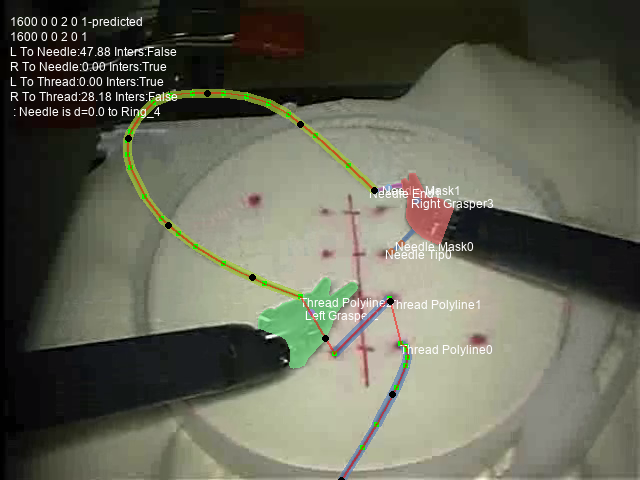 1600 0 0 2 0 1-predicted
1600 0 0 2 0 1
L To Needle:47.88 Inters:False
R To Needle:0.00 Inters:True
L To Thread:0.00 Inters:True
R To Thread:28.18 Inters:False
: Needle is d=0.0 to Ring_4
Needle Mask1
Needle End1
Right Grasper3
Needle Mask0
Needle Tip0
Thread Polyline
Thread Polyline1
Left Grasper
Thread Polyline0